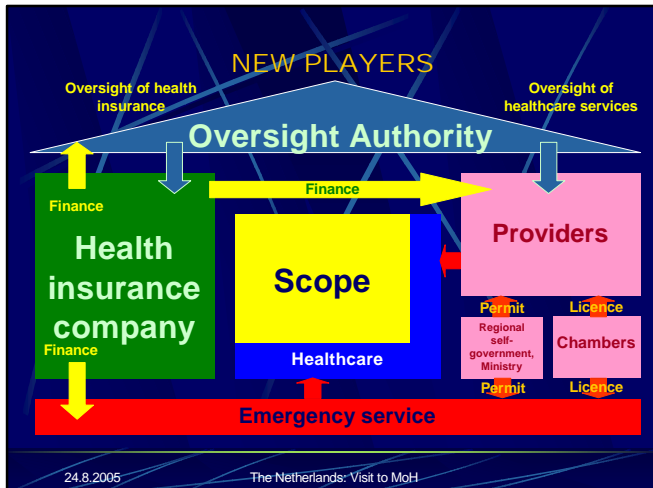 NEW PLAYERS
Oversight of health
insurance
Oversight of
healthcare services
Oversight Authority
Finance
Finance
Health
insurance
company
Finance
Scope
Healthcare
Providers
Permit
Licence
Regional
self-
government,
Ministry
Chambers
Permit
Licence
Emergency service
24.8.2005
The Netherlands: Visit to MoH